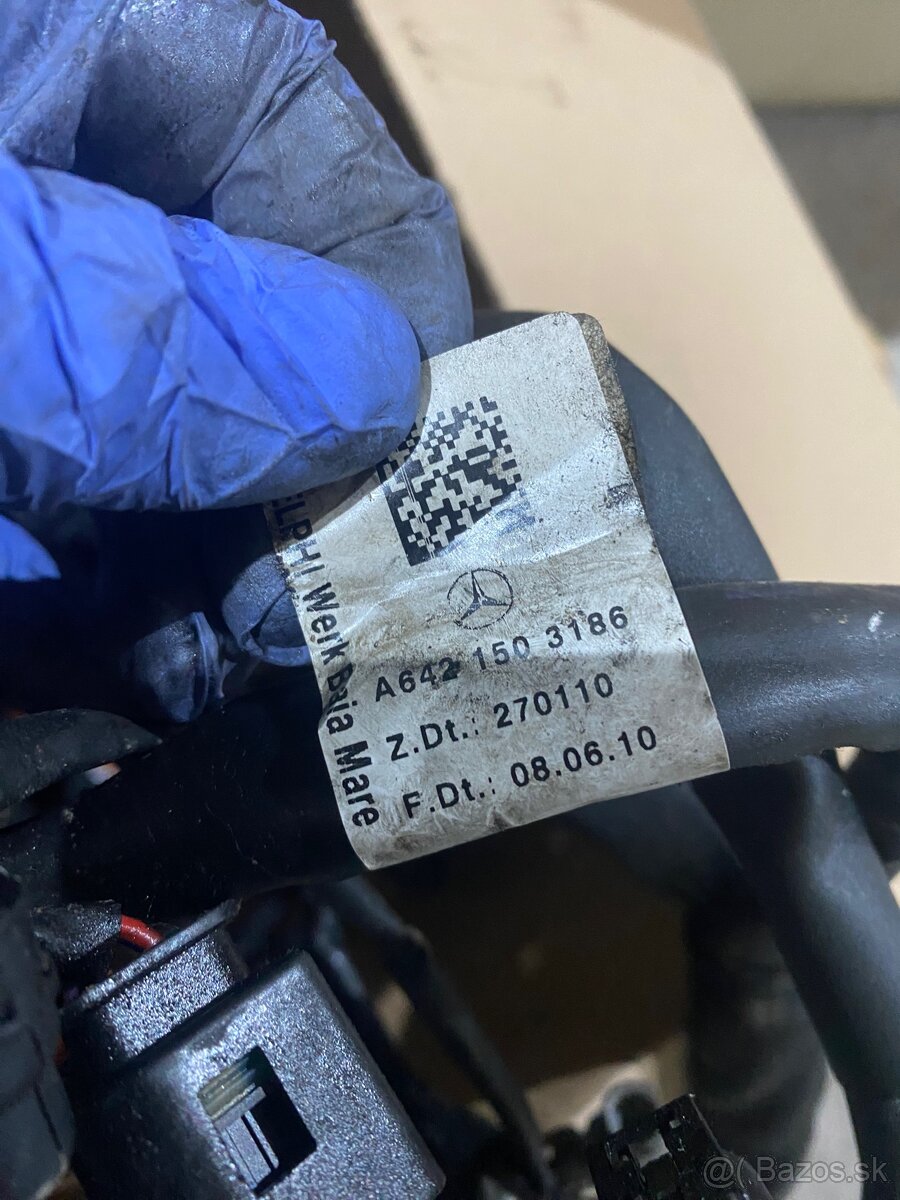 ELPHI Werk Baia Mare
A642 150 3186
Z.Dt.: 270110
F.Dt.: 08.06.10
@( Bazos.sk